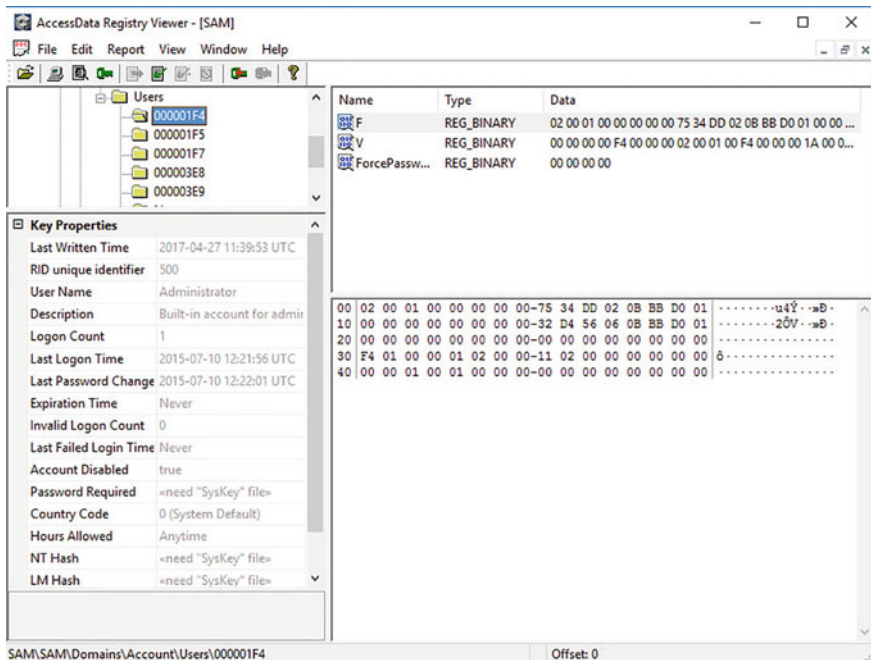 AccessData Registry Viewer - [SAM]
File Edit Report View Window Help
Users
000001F4
000001F5
000001F7
000003E8
000003E9
Name Type Data
F REG_BINARY 02 00 01 00 00 00 00 00 75 34 DD 02 0B BB D0 01 00 00 ...
V REG_BINARY 00 00 00 00 F4 00 00 00 02 00 01 00 F4 00 00 00 1A 00 0...
ForcePassw... REG_BINARY 00 00 00 00
Key Properties
Last Written Time 2017-04-27 11:39:53 UTC
RID unique identifier 500
User Name Administrator
Description Built-in account for admin
Logon Count 1
Last Logon Time 2015-07-10 12:21:56 UTC
Last Password Change 2015-07-10 12:22:01 UTC
Expiration Time Never
Invalid Logon Count 0
Last Failed Login Time Never
Account Disabled true
Password Required «need "SysKey" file»
Country Code 0 (System Default)
Hours Allowed Anytime
NT Hash «need "SysKey" file»
LM Hash «need "SysKey" file»
00 02 00 01 00 00 00 00 00-75 34 DD 02 0B BB D0 01 ········u4Ý··»Ð·
10 00 00 00 00 00 00 00 00-32 D4 56 06 0B BB D0 01 ········2ÔV··»Ð·
20 00 00 00 00 00 00 00 00-00 00 00 00 00 00 00 00 ················
30 F4 01 00 00 01 02 00 00-11 02 00 00 00 00 00 00 ô···············
40 00 00 01 00 01 00 00 00-00 00 00 00 00 00 00 00 ················
SAM\SAM\Domains\Account\Users\000001F4 Offset: 0